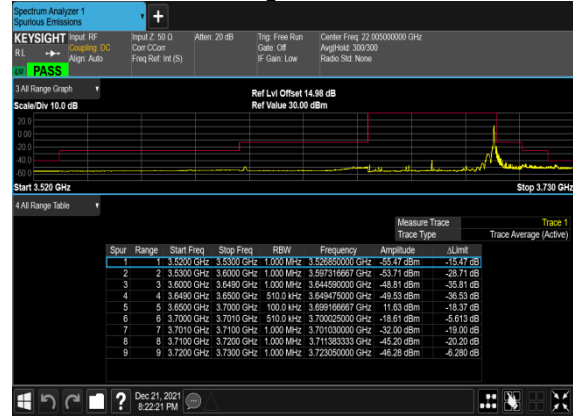 Spectrum Analyzer 1
Spurious Emissions
KEYSIGHT Input: RF Input Z: 50 Ω Atten: 20 dB Trig: Free Run Center Freq: 22.005000000 GHz
RL Coupling: DC Corr CCorr Gate: Off Avg|Hold: 300/300
Align: Auto Freq Ref: Int (S) IF Gain: Low Radio Std: None
PASS
3 All Range Graph
Ref Lvl Offset 14.98 dB
Scale/Div 10.0 dB Ref Value 30.00 dBm
20.0
0.00
-20.0
-40.0
-60.0
Start 3.520 GHz Stop 3.730 GHz
4 All Range Table
Measure Trace Trace 1
Trace Type Trace Average (Active)
Spur Range Start Freq Stop Freq RBW Frequency Amplitude ΔLimit
1 1 3.5200 GHz 3.5300 GHz 1.000 MHz 3.526850000 GHz -55.47 dBm -15.47 dB
2 2 3.5300 GHz 3.6000 GHz 1.000 MHz 3.597316667 GHz -53.71 dBm -28.71 dB
3 3 3.6000 GHz 3.6490 GHz 1.000 MHz 3.644590000 GHz -48.81 dBm -35.81 dB
4 4 3.6490 GHz 3.6500 GHz 510.0 kHz 3.649475000 GHz -49.53 dBm -36.53 dB
5 5 3.6500 GHz 3.7000 GHz 100.0 kHz 3.699166667 GHz 11.63 dBm -18.37 dB
6 6 3.7000 GHz 3.7010 GHz 510.0 kHz 3.700025000 GHz -18.61 dBm -5.613 dB
7 7 3.7010 GHz 3.7100 GHz 1.000 MHz 3.701030000 GHz -32.00 dBm -19.00 dB
8 8 3.7100 GHz 3.7200 GHz 1.000 MHz 3.711383333 GHz -45.20 dBm -20.20 dB
9 9 3.7200 GHz 3.7300 GHz 1.000 MHz 3.723050000 GHz -46.28 dBm -6.280 dB
? Dec 21, 2021
8:22:21 PM